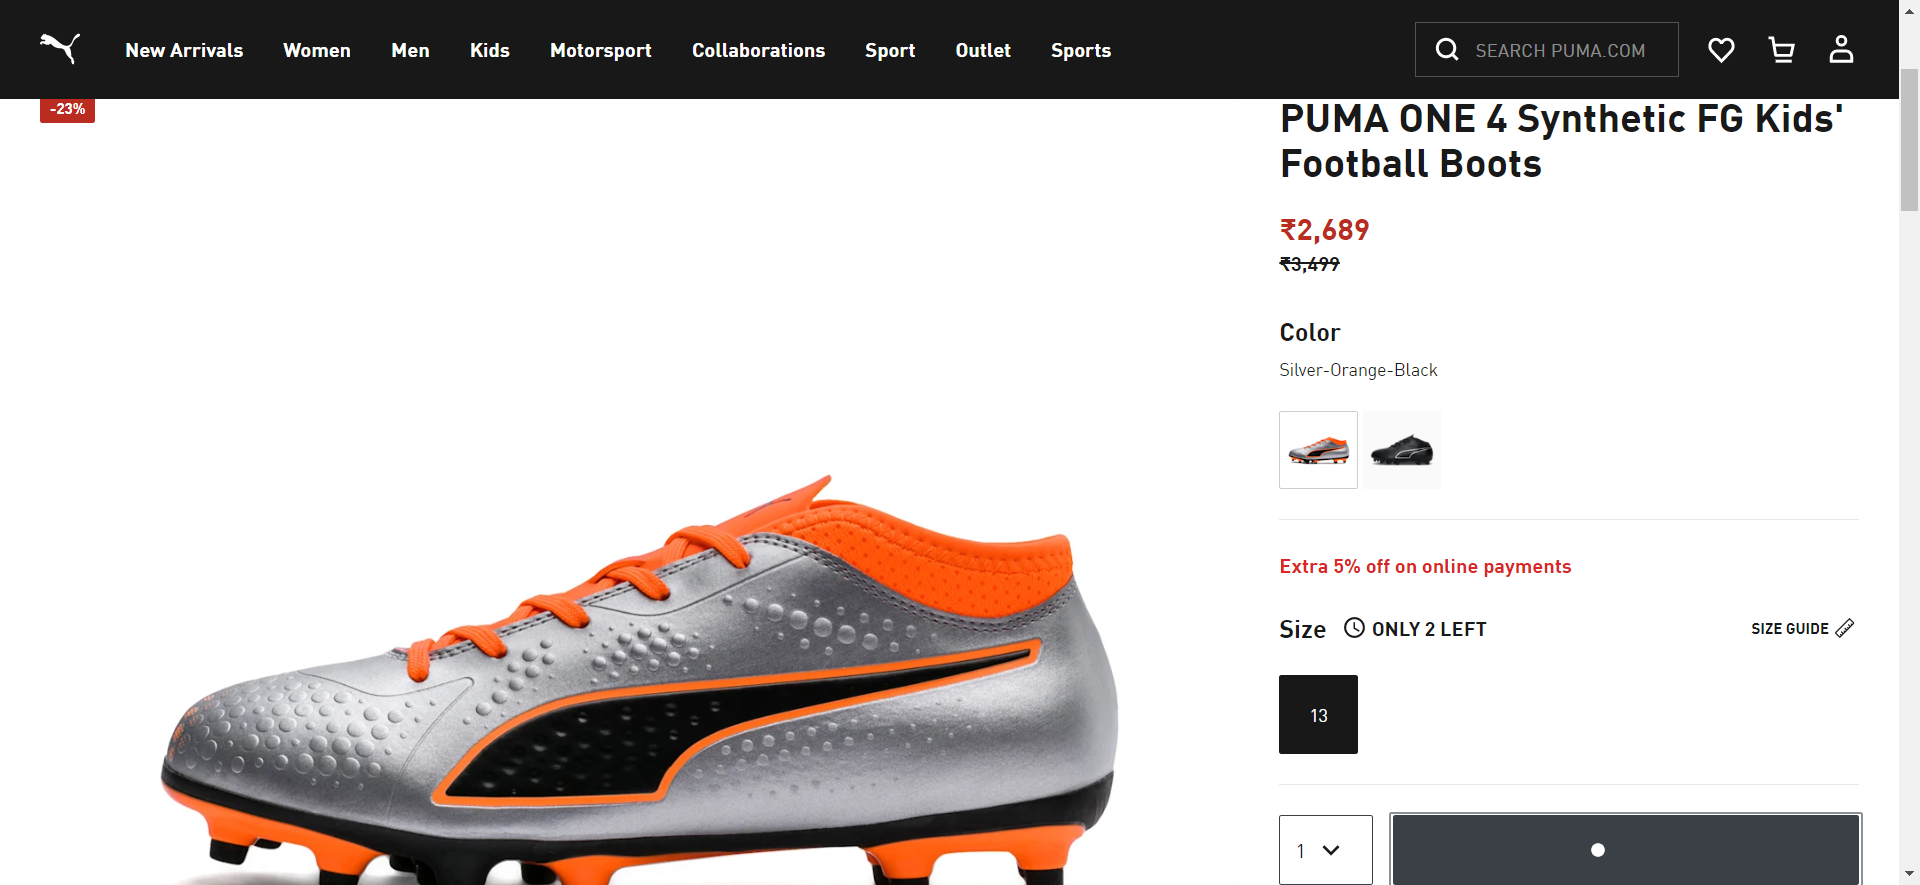 New Arrivals Women Men Kids Motorsport Collaborations Sport Outlet Sports SEARCH PUMA.COM
-23%
PUMA ONE 4 Synthetic FG Kids'
Football Boots
₹2,689
₹3,499
Color
Silver-Orange-Black
Extra 5% off on online payments
Size ONLY 2 LEFT SIZE GUIDE
13
1